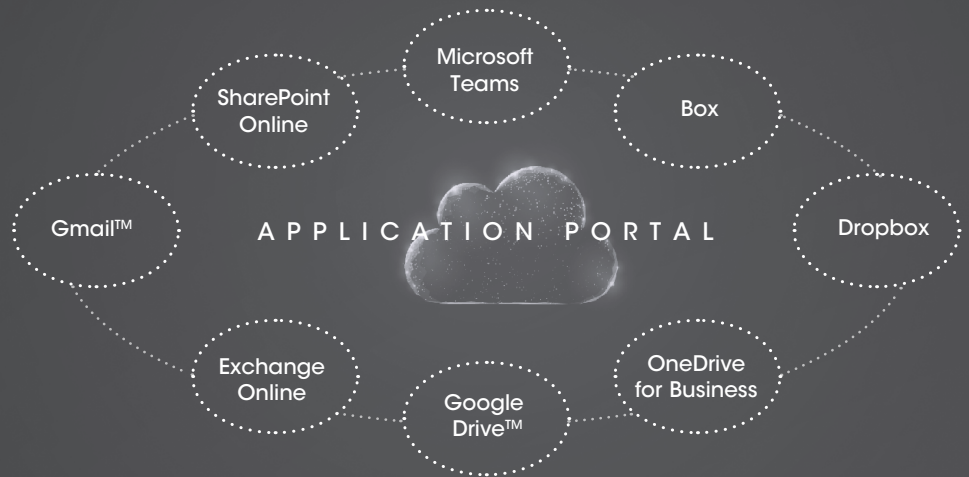 Microsoft
Teams
SharePoint
Online
Box
Gmail™
APPLICATION PORTAL
Dropbox
Exchange
Online
OneDrive
for Business
Google
Drive™